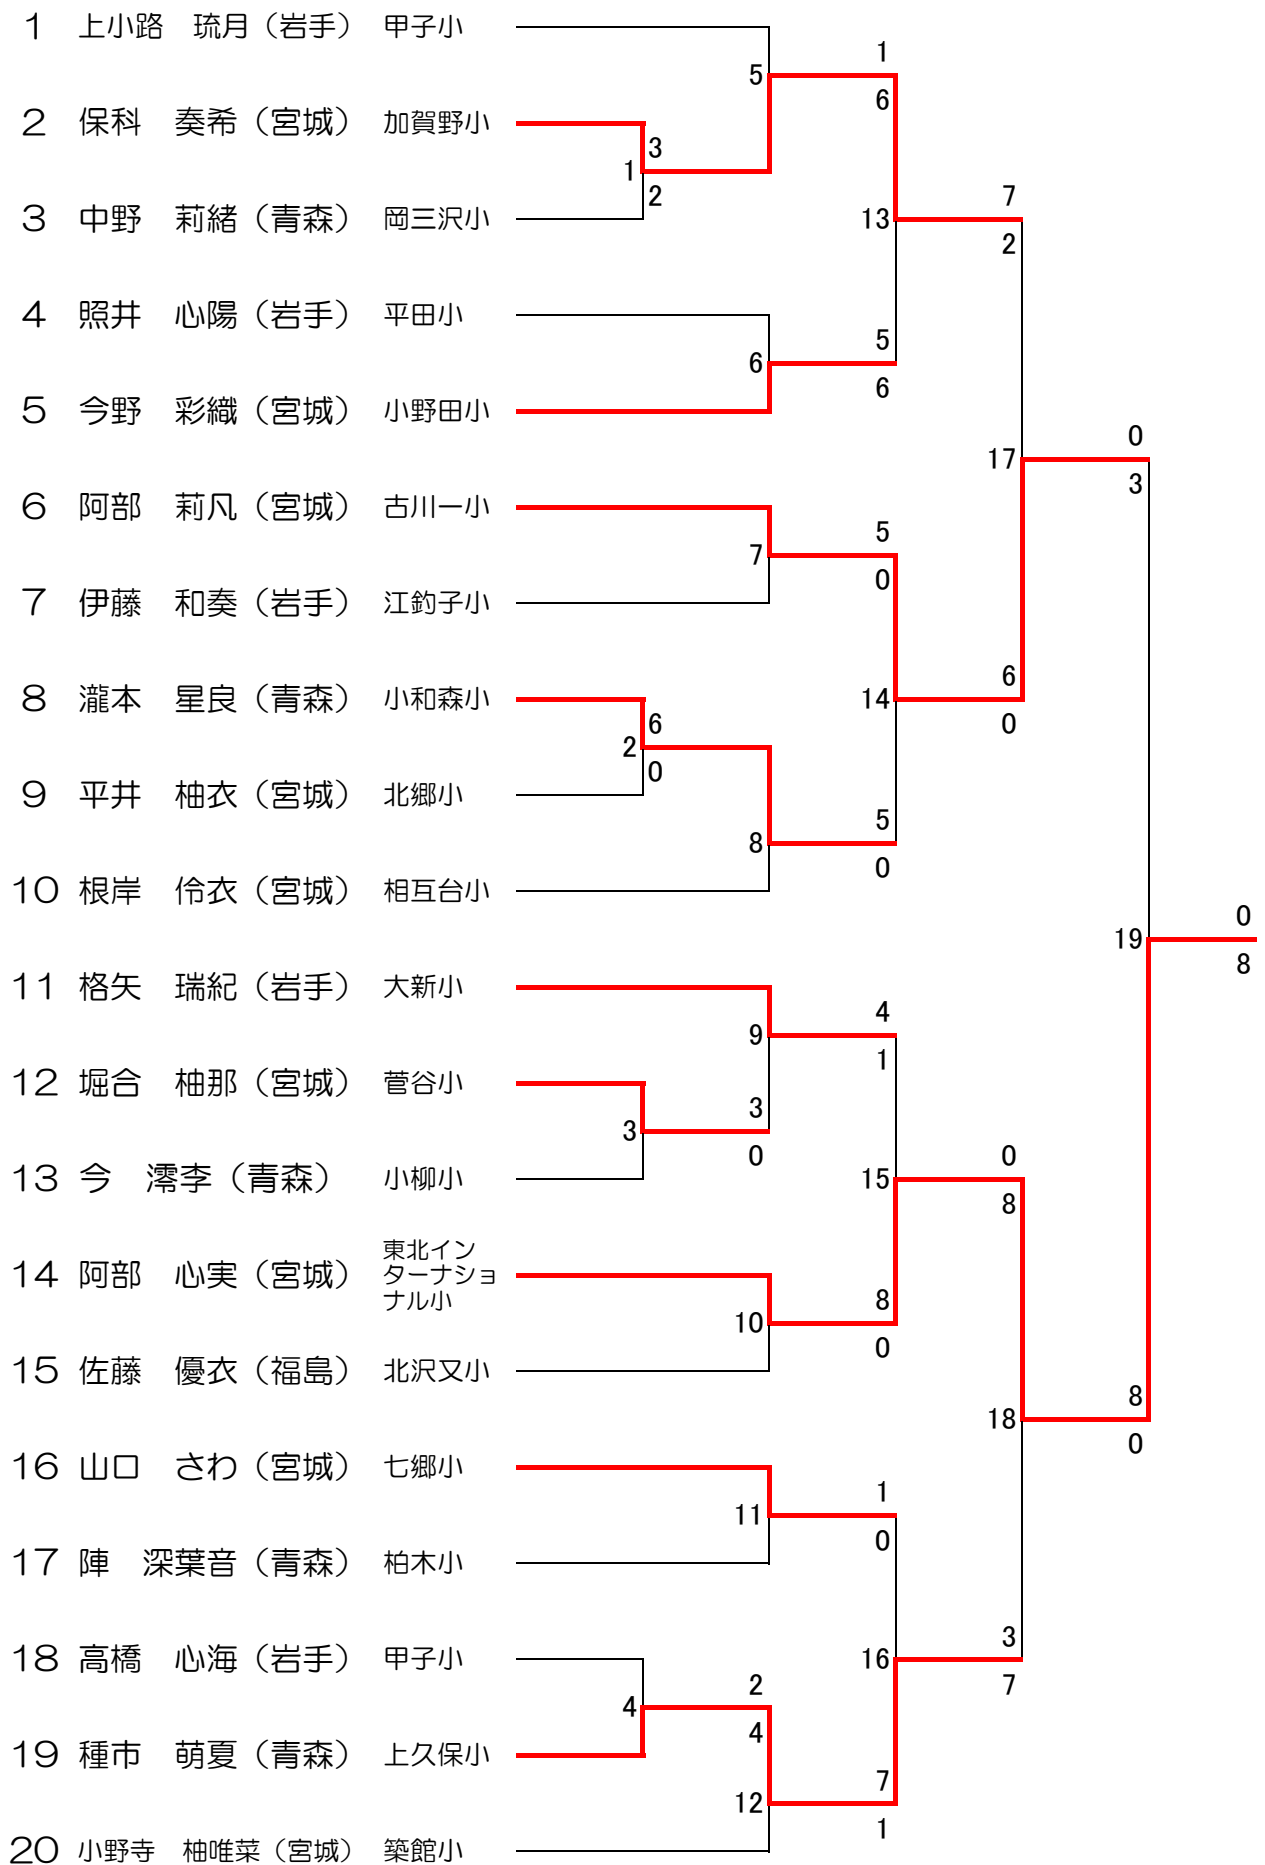 1 上小路 琉月（岩手） 甲子小
1
5
6
2 保科 奏希（宮城） 加賀野小
3
1
2
3 中野 莉緒（青森） 岡三沢小
7
13
2
4 照井 心陽（岩手） 平田小
5
6
6
5 今野 彩織（宮城） 小野田小
0
17
3
6 阿部 莉凡（宮城） 古川一小
5
7
0
7 伊藤 和奏（岩手） 江釣子小
6
14
0
8 瀧本 星良（青森） 小和森小
6
2
0
9 平井 柚衣（宮城） 北郷小
5
8
0
10 根岸 伶衣（宮城） 相互台小
0
19
8
11 格矢 瑞紀（岩手） 大新小
4
9
1
12 堀合 柚那（宮城） 菅谷小
3
3
0
13 今 澪李（青森） 小柳小
0
15
8
14 阿部 心実（宮城） 東北イン
ターナショ
ナル小
8
10
0
15 佐藤 優衣（福島） 北沢又小
8
18
0
16 山口 さわ（宮城） 七郷小
1
11
0
17 陣 深葉音（青森） 柏木小
3
16
7
18 高橋 心海（岩手） 甲子小
2
4
4
19 種市 萌夏（青森） 上久保小
7
12
1
20 小野寺 柚唯菜（宮城） 築館小